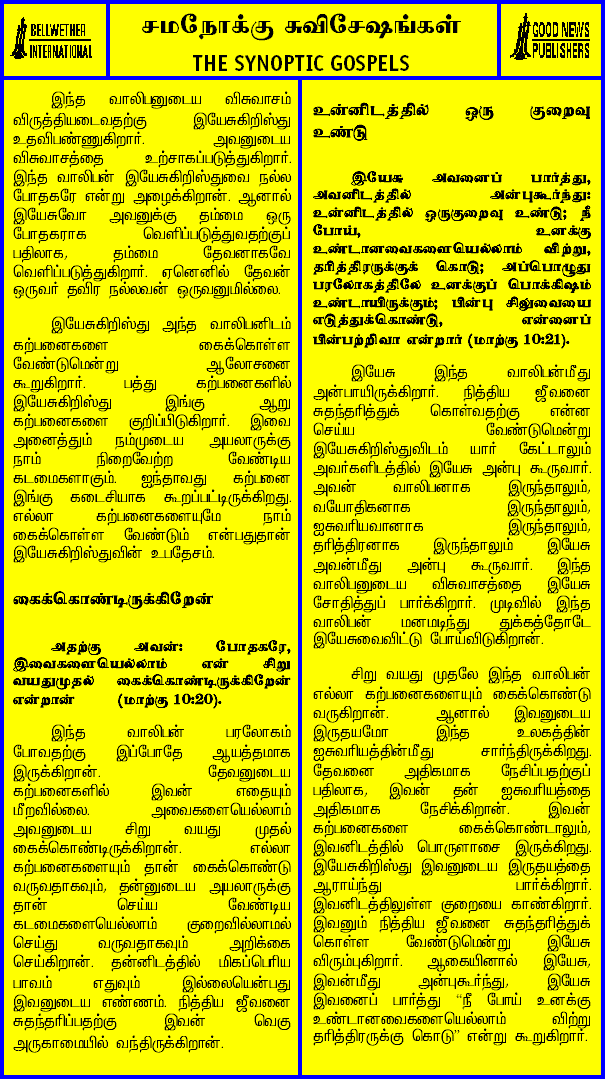 BELLWETHER
INTERNATIONAL
சமநோக்கு சுவிசேஷங்கள்
THE SYNOPTIC GOSPELS
GOOD NEWS
PUBLISHERS
இந்த வாலிபனுடைய விசுவாசம்
விருத்தியடைவதற்கு இயேசுகிறிஸ்து
உதவிபண்ணுகிறார். அவனுடைய
விசுவாசத்தை உற்சாகப்படுத்துகிறார்.
இந்த வாலிபன் இயேசுகிறிஸ்துவை நல்ல
போதகரே என்று அழைக்கிறான். ஆனால்
இயேசுவோ அவனுக்கு தம்மை ஒரு
போதகராக வெளிப்படுத்துவதற்குப்
பதிலாக, தம்மை தேவனாகவே
வெளிப்படுத்துகிறார். ஏனெனில் தேவன்
ஒருவர் தவிர நல்லவன் ஒருவனுமில்லை.
இயேசுகிறிஸ்து அந்த வாலிபனிடம்
கற்பனைகளை கைக்கொள்ள
வேண்டுமென்று ஆலோசனை
கூறுகிறார். பத்து கற்பனைகளில்
இயேசுகிறிஸ்து இங்கு ஆறு
கற்பனைகளை குறிப்பிடுகிறார். இவை
அனைத்தும் நம்முடைய அயலாருக்கு
நாம் நிறைவேற்ற வேண்டிய
கடமைகளாகும். ஐந்தாவது கற்பனை
இங்கு கடைசியாக கூறப்பட்டிருக்கிறது.
எல்லா கற்பனைகளையுமே நாம்
கைக்கொள்ள வேண்டும் என்பதுதான்
இயேசுகிறிஸ்துவின் உபதேசம்.
கைக்கொண்டிருக்கிறேன்
அதற்கு அவன்: போதகரே,
இவைகளையெல்லாம் என் சிறு
வயதுமுதல் கைக்கொண்டிருக்கிறேன்
என்றான் (மாற்கு 10:20).
இந்த வாலிபன் பரலோகம்
போவதற்கு இப்போதே ஆயத்தமாக
இருக்கிறான். தேவனுடைய
கற்பனைகளில் இவன் எதையும்
மீறவில்லை. அவைகளையெல்லாம்
அவனுடைய சிறு வயது முதல்
கைக்கொண்டிருக்கிறான். எல்லா
கற்பனைகளையும் தான் கைக்கொண்டு
வருவதாகவும், தன்னுடைய அயலாருக்கு
தான் செய்ய வேண்டிய
கடமைகளையெல்லாம் குறைவில்லாமல்
செய்து வருவதாகவும் அறிக்கை
செய்கிறான். தன்னிடத்தில் மிகப்பெரிய
பாவம் எதுவும் இல்லையென்பது
இவனுடைய எண்ணம். நித்திய ஜீவனை
சுதந்தரிப்பதற்கு இவன் வெகு
அருகாமையில் வந்திருக்கிறான்.
உன்னிடத்தில் ஒரு குறைவு
உண்டு
இயேசு அவனைப் பார்த்து,
அவனிடத்தில் அன்புகூர்ந்து:
உன்னிடத்தில் ஒருகுறைவு உண்டு; நீ
போய், உனக்கு
உண்டானவைகளையெல்லாம் விற்று,
தரித்திரருக்குக் கொடு; அப்பொழுது
பரலோகத்திலே உனக்குப் பொக்கிஷம்
உண்டாயிருக்கும்; பின்பு சிலுவையை
எடுத்துக்கொண்டு, என்னைப்
பின்பற்றிவா என்றார் (மாற்கு 10:21).
இயேசு இந்த வாலிபன்மீது
அன்பாயிருக்கிறார். நித்திய ஜீவனை
சுதந்தரித்துக் கொள்வதற்கு என்ன
செய்ய வேண்டுமென்று
இயேசுகிறிஸ்துவிடம் யார் கேட்டாலும்
அவர்களிடத்தில் இயேசு அன்பு கூருவார்.
அவன் வாலிபனாக இருந்தாலும்,
வயோதிகனாக இருந்தாலும்,
ஐசுவரியவானாக இருந்தாலும்,
தரித்திரனாக இருந்தாலும் இயேசு
அவன்மீது அன்பு கூருவார். இந்த
வாலிபனுடைய விசுவாசத்தை இயேசு
சோதித்துப் பார்க்கிறார். முடிவில் இந்த
வாலிபன் மனமடிந்து துக்கத்தோடே
இயேசுவைவிட்டு போய்விடுகிறான்.
சிறு வயது முதலே இந்த வாலிபன்
எல்லா கற்பனைகளையும் கைக்கொண்டு
வருகிறான். ஆனால் இவனுடைய
இருதயமோ இந்த உலகத்தின்
ஐசுவரியத்தின்மீது சார்ந்திருக்கிறது.
தேவனை அதிகமாக நேசிப்பதற்குப்
பதிலாக, இவன் தன் ஐசுவரியத்தை
அதிகமாக நேசிக்கிறான். இவன்
கற்பனைகளை கைக்கொண்டாலும்,
இவனிடத்தில் பொருளாசை இருக்கிறது.
இயேசுகிறிஸ்து இவனுடைய இருதயத்தை
ஆராய்ந்து பார்க்கிறார்.
இவனிடத்திலுள்ள குறையை காண்கிறார்.
இவனும் நித்திய ஜீவனை சுதந்தரித்துக்
கொள்ள வேண்டுமென்று இயேசு
விரும்புகிறார். ஆகையினால் இயேசு,
இவன்மீது அன்புகூர்ந்து, இயேசு
இவனைப் பார்த்து "நீ போய் உனக்கு
உண்டானவைகளையெல்லாம் விற்று
தரித்திரருக்கு கொடு" என்று கூறுகிறார்.